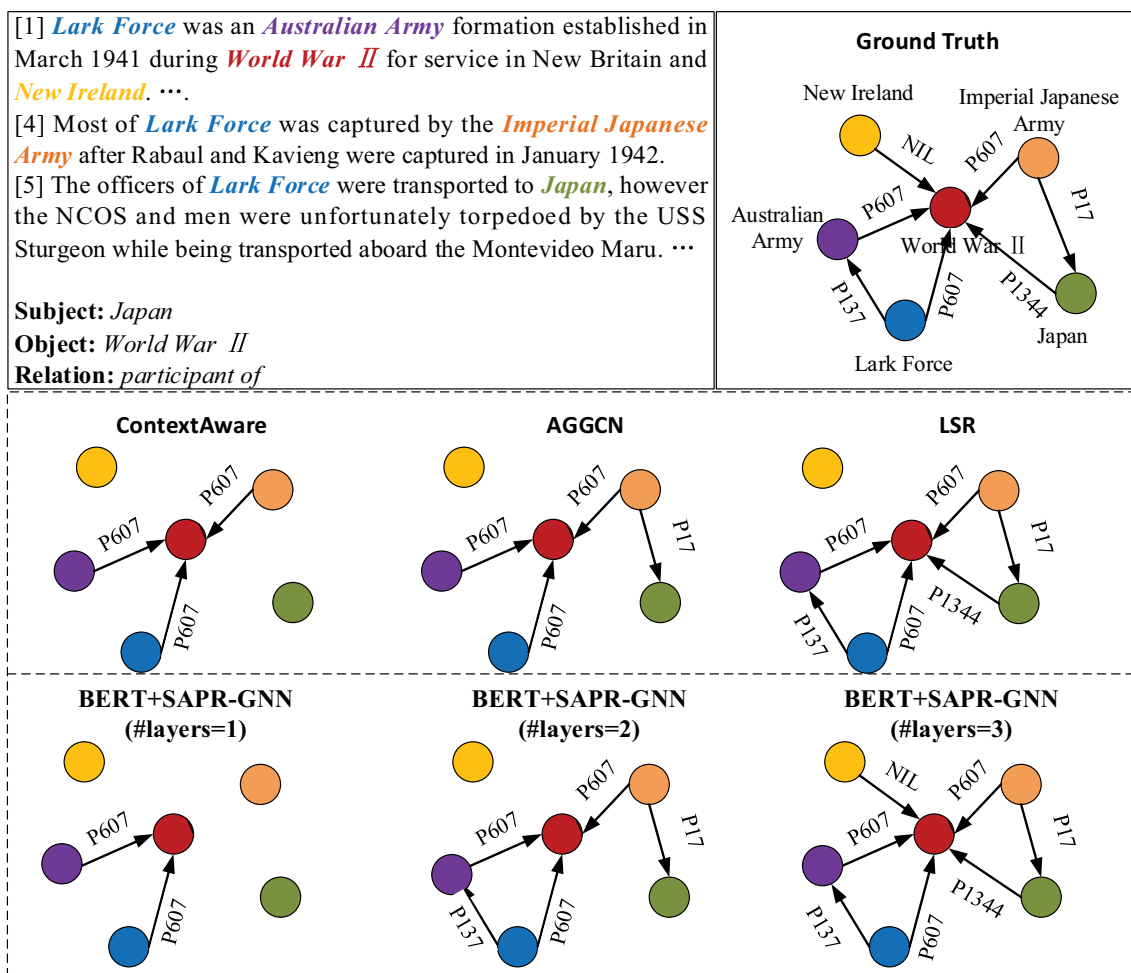 [1] Lark Force was an Australian Army formation established in
March 1941 during World War Ⅱ for service in New Britain and
New Ireland. ···.
[4] Most of Lark Force was captured by the Imperial Japanese
Army after Rabaul and Kavieng were captured in January 1942.
[5] The officers of Lark Force were transported to Japan, however
the NCOS and men were unfortunately torpedoed by the USS
Sturgeon while being transported aboard the Montevideo Maru. ···
Subject: Japan
Object: World War Ⅱ
Relation: participant of
Ground Truth
New Ireland
Imperial Japanese
Army
NIL
P607
P607
P17
Australian
Army
World War Ⅱ
P137
P607
P1344
Japan
Lark Force
ContextAware
P607
P607
P607
AGGCN
P607
P607
P17
P607
LSR
P607
P607
P17
P1344
P137
P607
BERT+SAPR-GNN
(#layers=1)
P607
P607
BERT+SAPR-GNN
(#layers=2)
P607
P607
P17
P137
P607
BERT+SAPR-GNN
(#layers=3)
NIL
P607
P607
P17
P1344
P137
P607